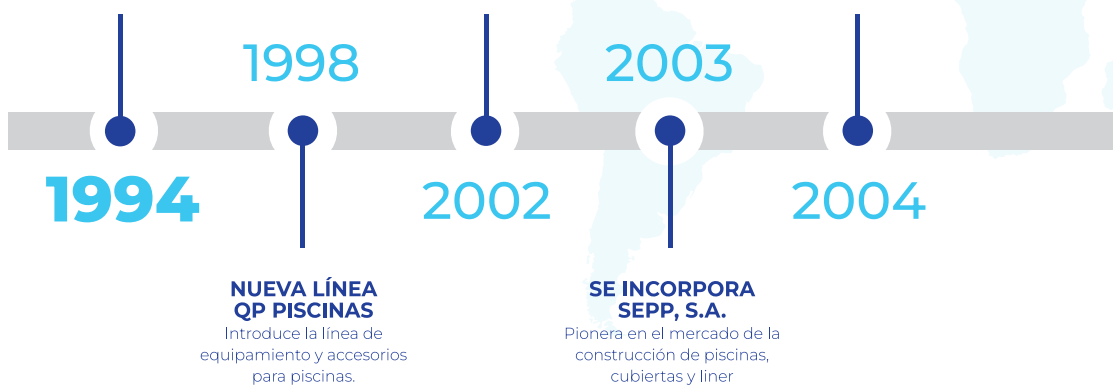 1998
2003
1994
2002
2004
NUEVA LÍNEA
QP PISCINAS
Introduce la línea de
equipamiento y accesorios
para piscinas.
SE INCORPORA
SEPP, S.A.
Pionera en el mercado de la
construcción de piscinas,
cubiertas y liner